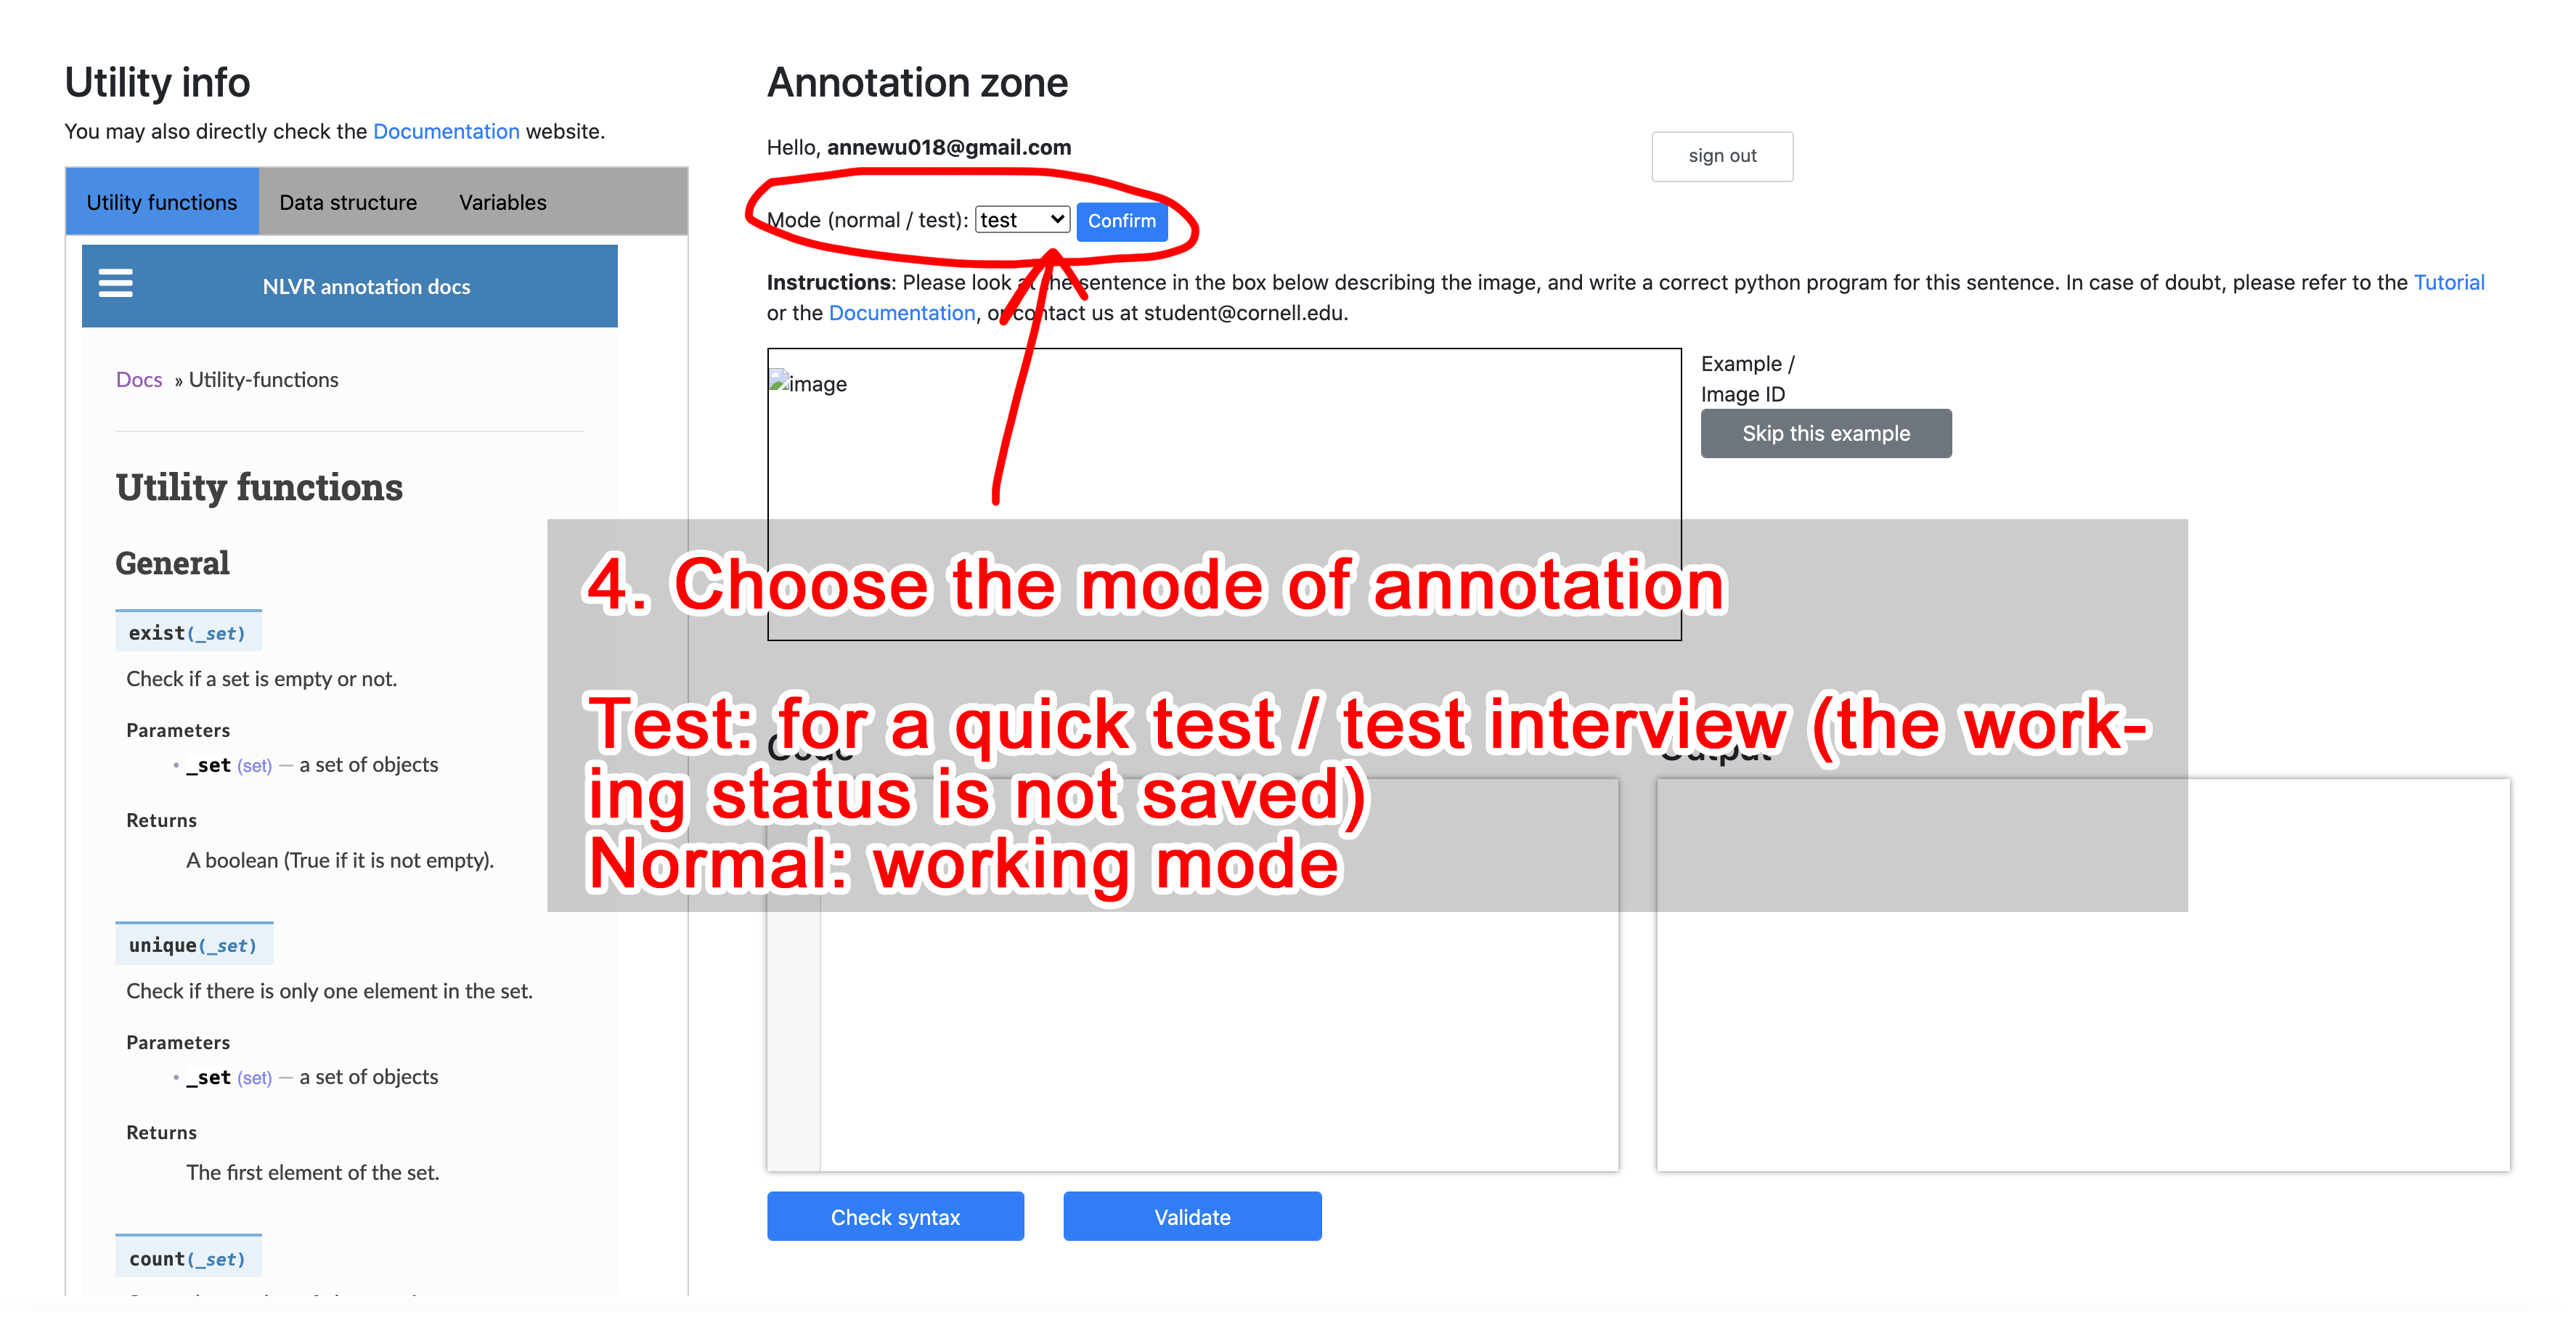 Utility info
You may also directly check the Documentation website.
Utility functions
Data structure
Variables
NLVR annotation docs
Docs » Utility-functions
Utility functions
General
exist(_set)
Check if a set is empty or not.
Parameters
• _set (set) — a set of objects
Returns
A boolean (True if it is not empty).
unique(_set)
Check if there is only one element in the set.
Parameters
• _set (set) — a set of objects
Returns
The first element of the set.
count(_set)
Annotation zone
Hello, annewu018@gmail.com
sign out
Mode (normal / test): test Confirm
Instructions: Please look at the sentence in the box below describing the image, and write a correct python program for this sentence. In case of doubt, please refer to the Tutorial
or the Documentation, or contact us at student@cornell.edu.
image
Example /
Image ID
Skip this example
4. Choose the mode of annotation
Test: for a quick test / test interview (the work-
ing status is not saved)
Normal: working mode
Code
Output
Check syntax
Validate